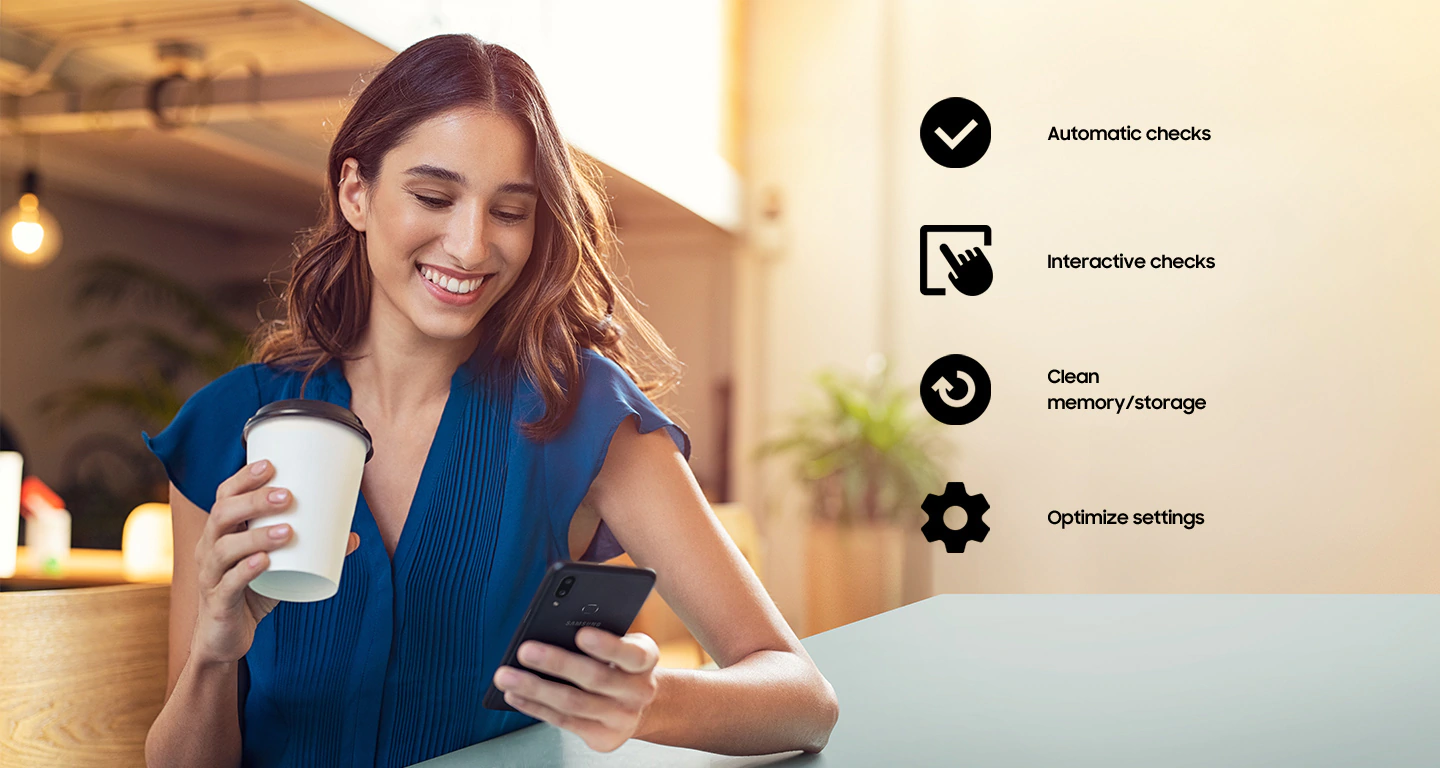 Automatic checks
Interactive checks
Clean
memory/storage
Optimize settings
SAMSUNG